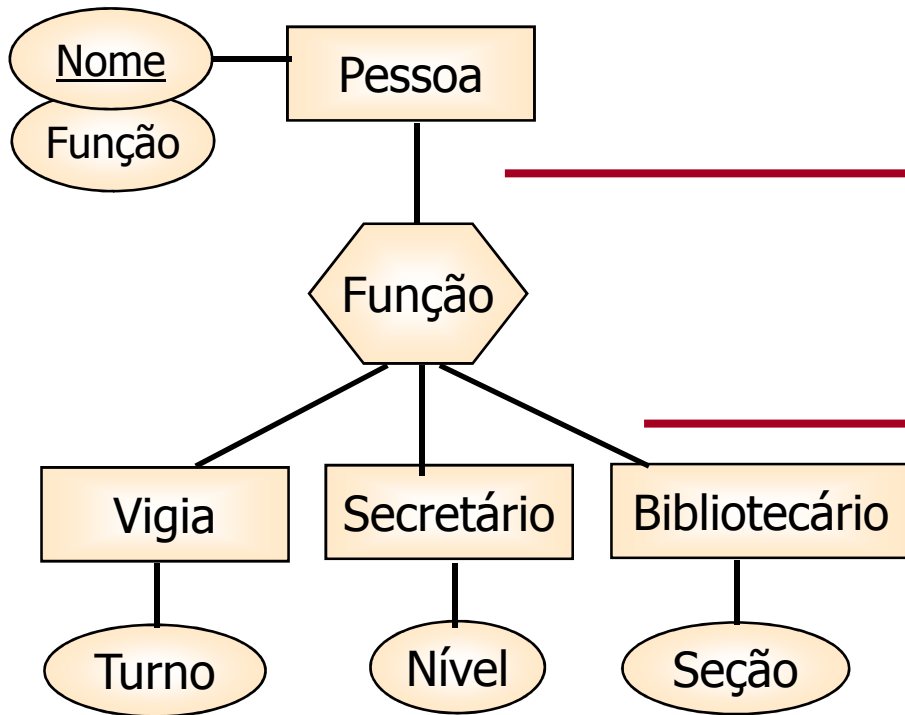 Nome
Pessoa
Função
Função
Vigia
Secretário
Bibliotecário
Turno
Nível
Seção